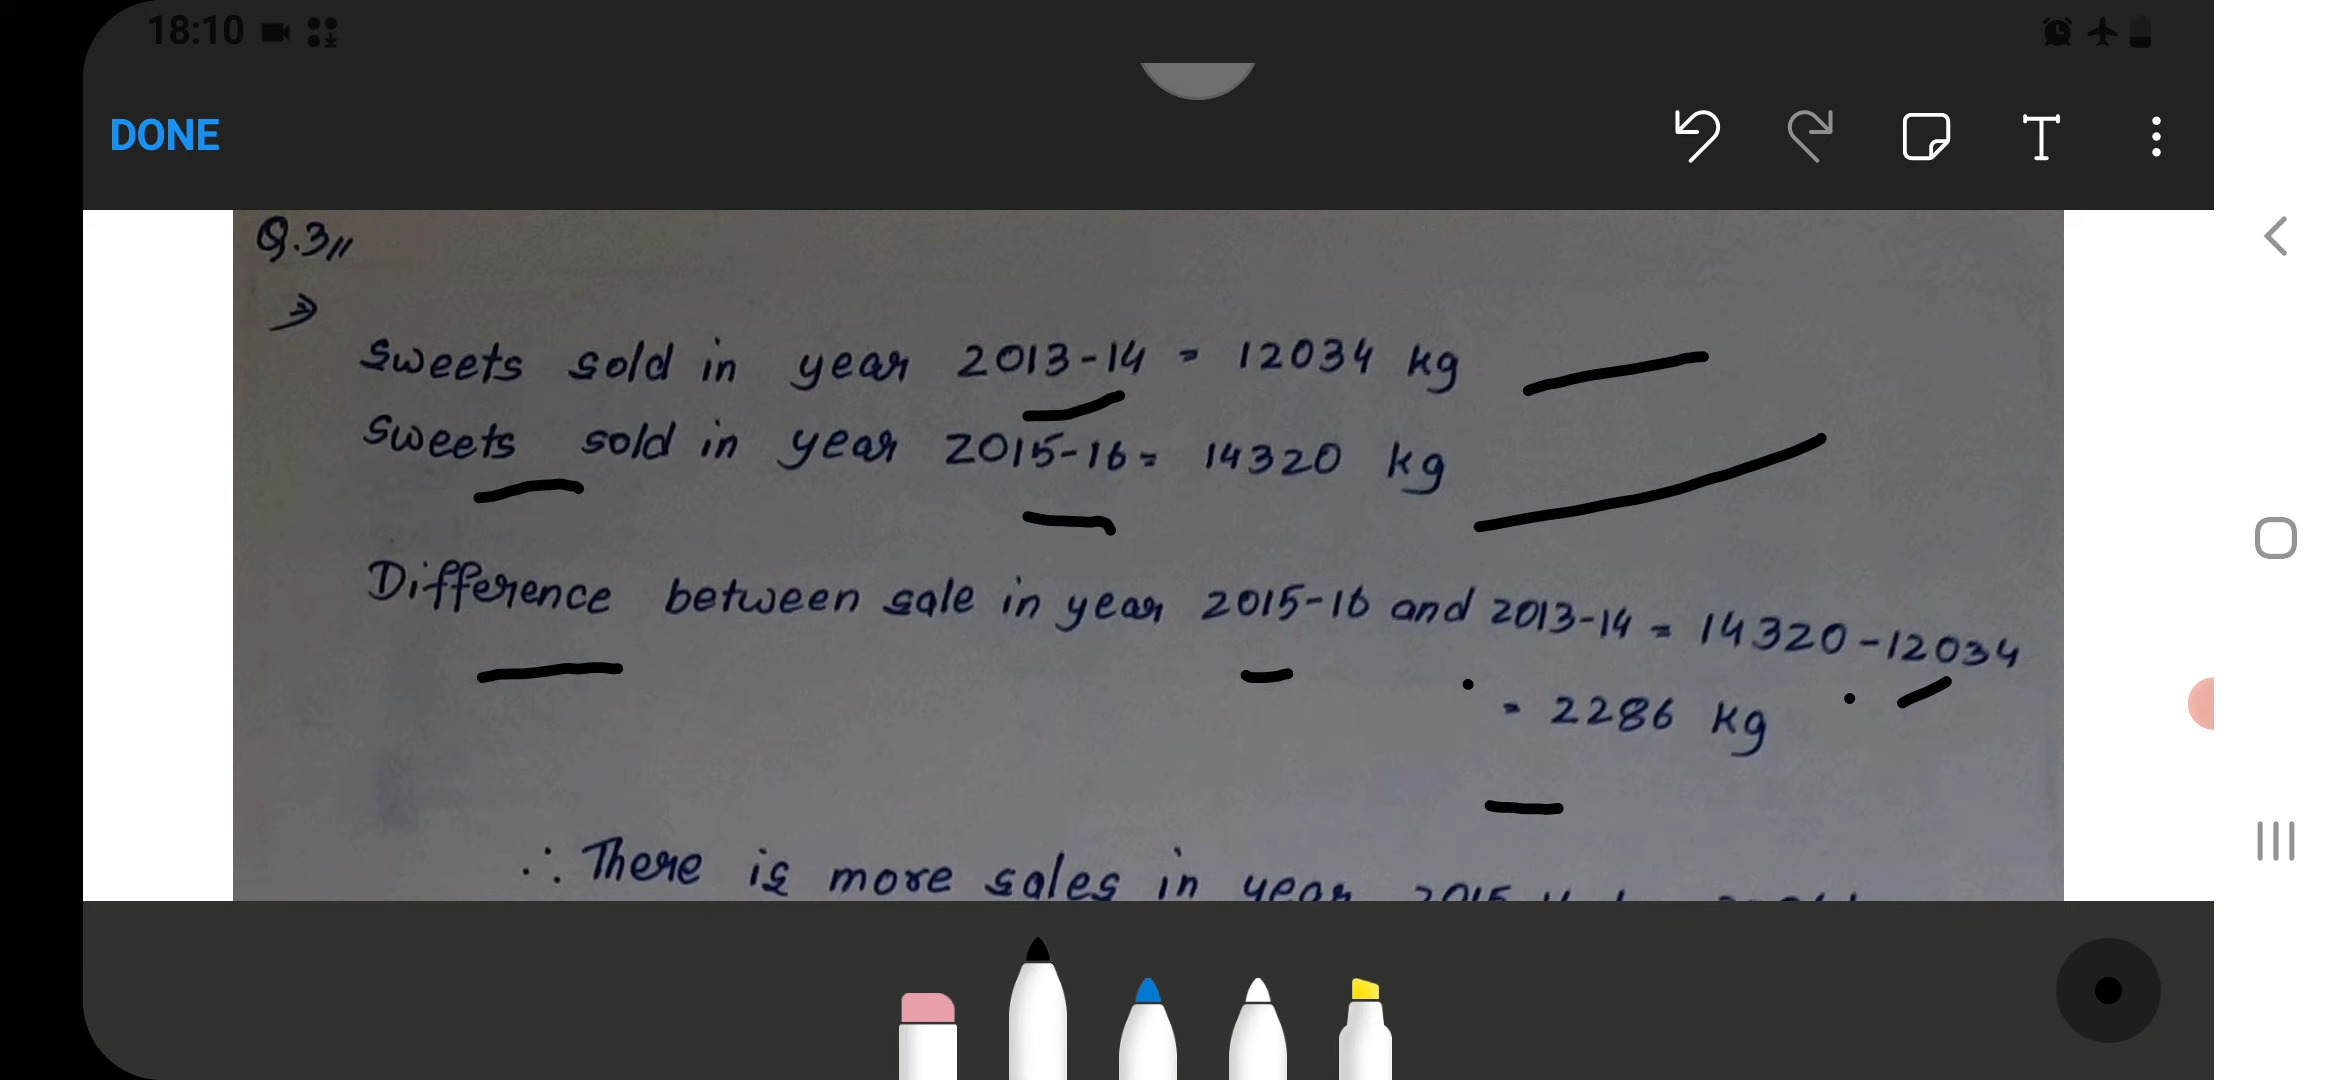 18:10
DONE
T
Q.3//
Sweets sold in year 2013-14 = 12034 kg
Sweets sold in year 2015-16 = 14320 kg
Difference between sale in year 2015-16 and 2013-14 = 14320-12034
= 2286 kg
∴ There is more sales in year 2015